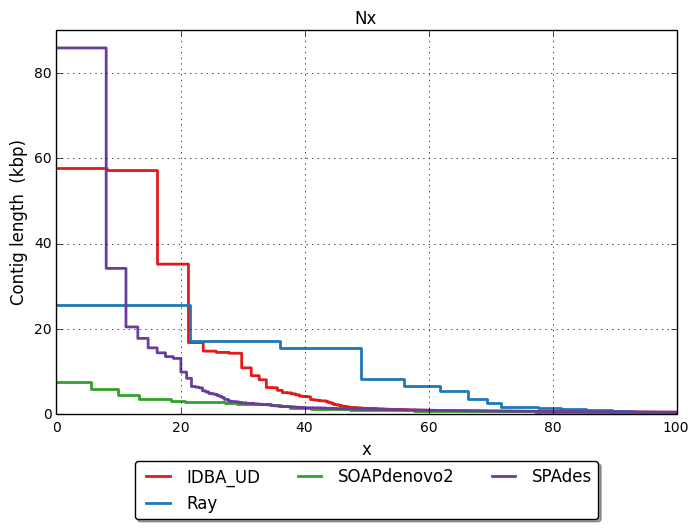 Nx
80
60
40
20
0
Contig length (kbp)
0 20 40 60 80 100
x
IDBA_UD SOAPdenovo2 SPAdes
Ray